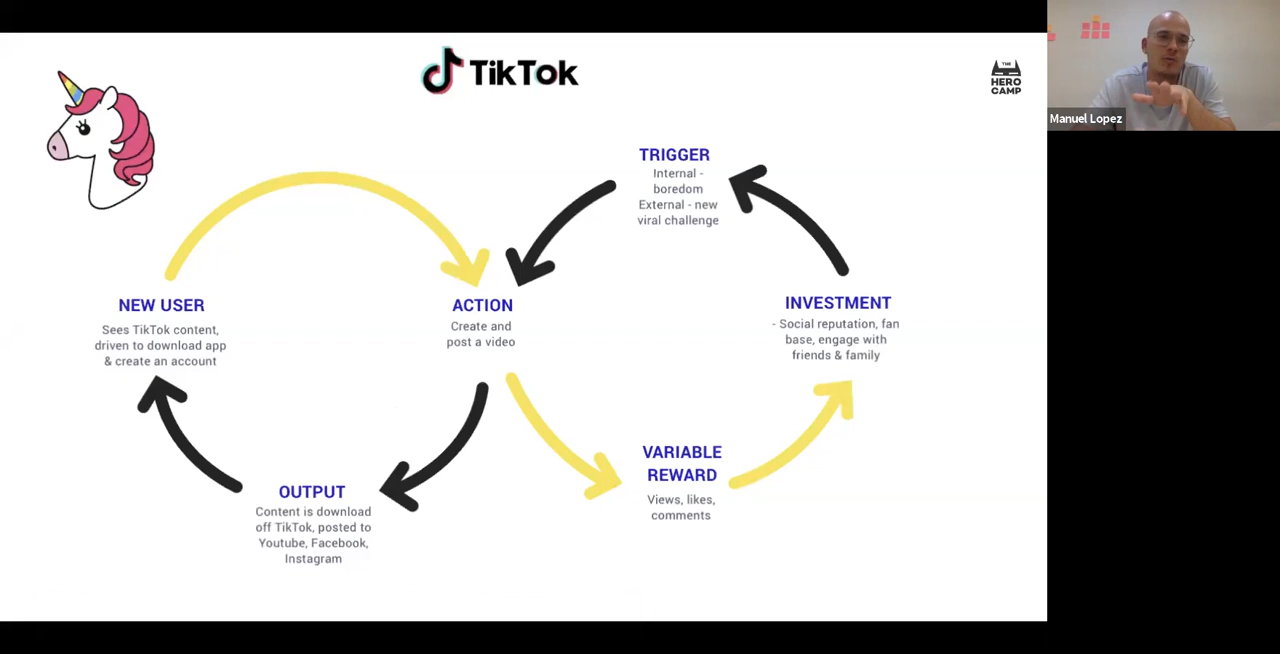 TikTok
THE
HERO
CAMP
Manuel Lopez
TRIGGER
Internal -
boredom
External - new
viral challenge
NEW USER
Sees TikTok content,
driven to download app
& create an account
ACTION
Create and
post a video
INVESTMENT
- Social reputation, fan
base, engage with
friends & family
OUTPUT
Content is download
off TikTok, posted to
Youtube, Facebook,
Instagram
VARIABLE
REWARD
Views, likes,
comments